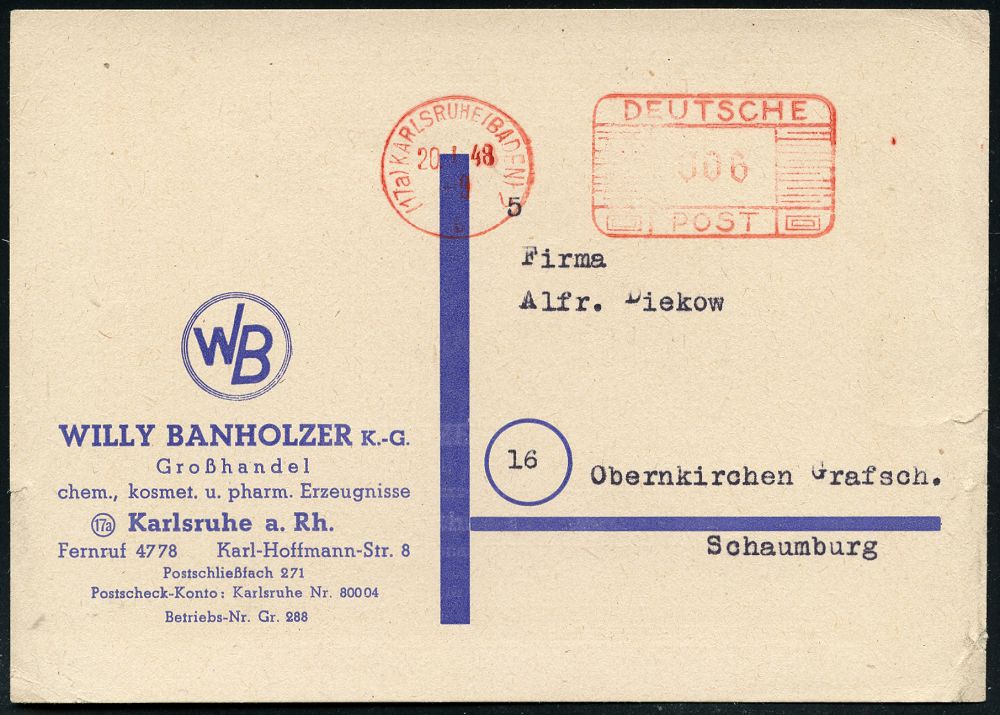 (17a) KARLSRUHE (BADEN)
20.1.48
-9
DEUTSCHE
006
POST
5
Firma
Alfr. Diekow
WB
WILLY BANHOLZER K.-G.
Großhandel
chem., kosmet. u. pharm. Erzeugnisse
17a Karlsruhe a. Rh.
Fernruf 4778 Karl-Hoffmann-Str. 8
Postschließfach 271
Postscheck-Konto: Karlsruhe Nr. 80004
Betriebs-Nr. Gr. 288
16
Obernkirchen Grafsch.
Schaumburg